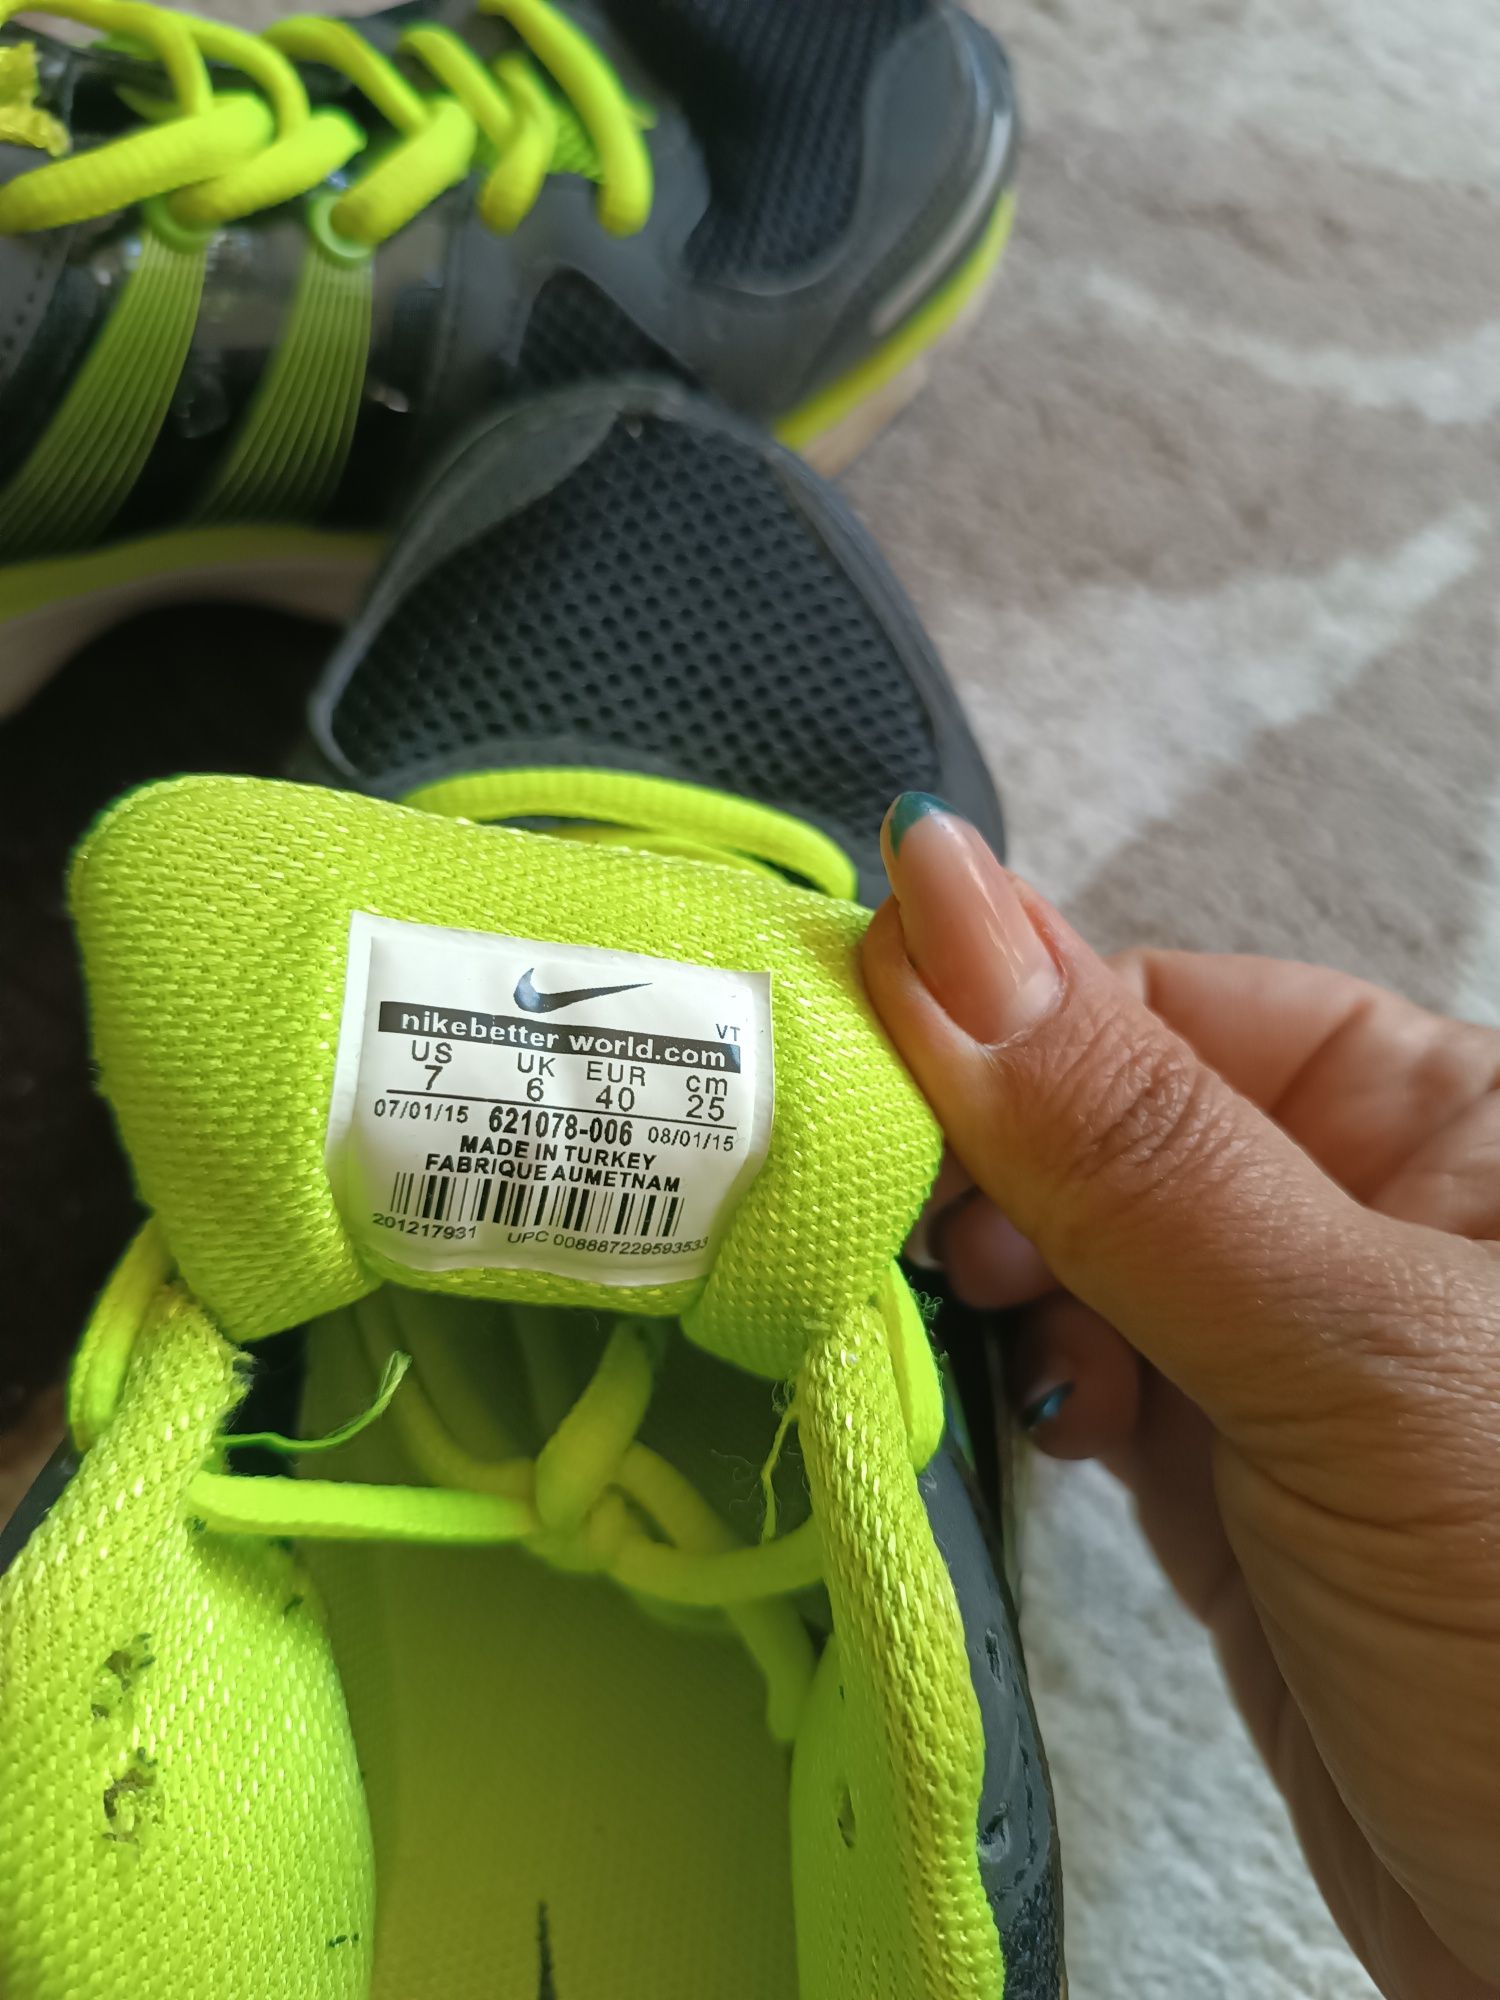 nikebetter world.com
VT
US UK EUR cm
7 6 40 25
07/01/15 621078-006 08/01/15
MADE IN TURKEY
FABRIQUE AUMETNAM
201217931 UPC 00888722959353